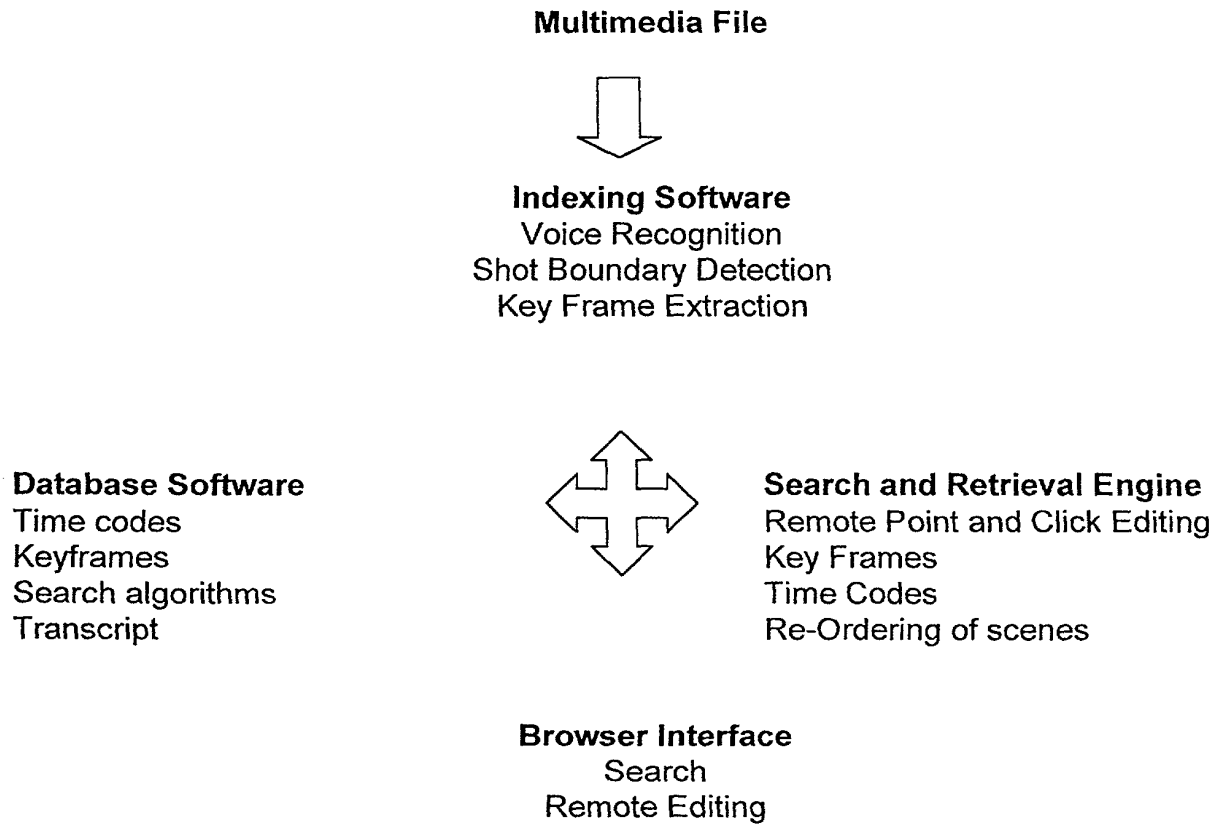 Multimedia File
Indexing Software
Voice Recognition
Shot Boundary Detection
Key Frame Extraction
Database Software
Time codes
Keyframes
Search algorithms
Transcript
Search and Retrieval Engine
Remote Point and Click Editing
Key Frames
Time Codes
Re-Ordering of scenes
Browser Interface
Search
Remote Editing